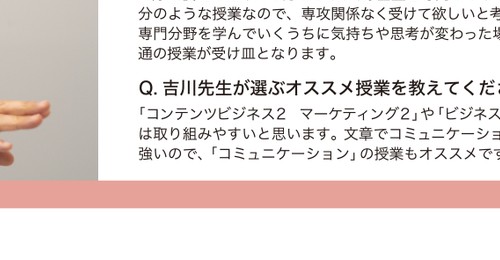 分のような授業なので、専攻関係なく受けて欲しいと考
専門分野を学んでいくうちに気持ちや思考が変わった場
通の授業が受け皿となります。
Q. 吉川先生が選ぶオススメ授業を教えてくださ
「コンテンツビジネス2　マーケティング2」や「ビジネス
は取り組みやすいと思います。文章でコミュニケーショ
強いので、「コミュニケーション」の授業もオススメです